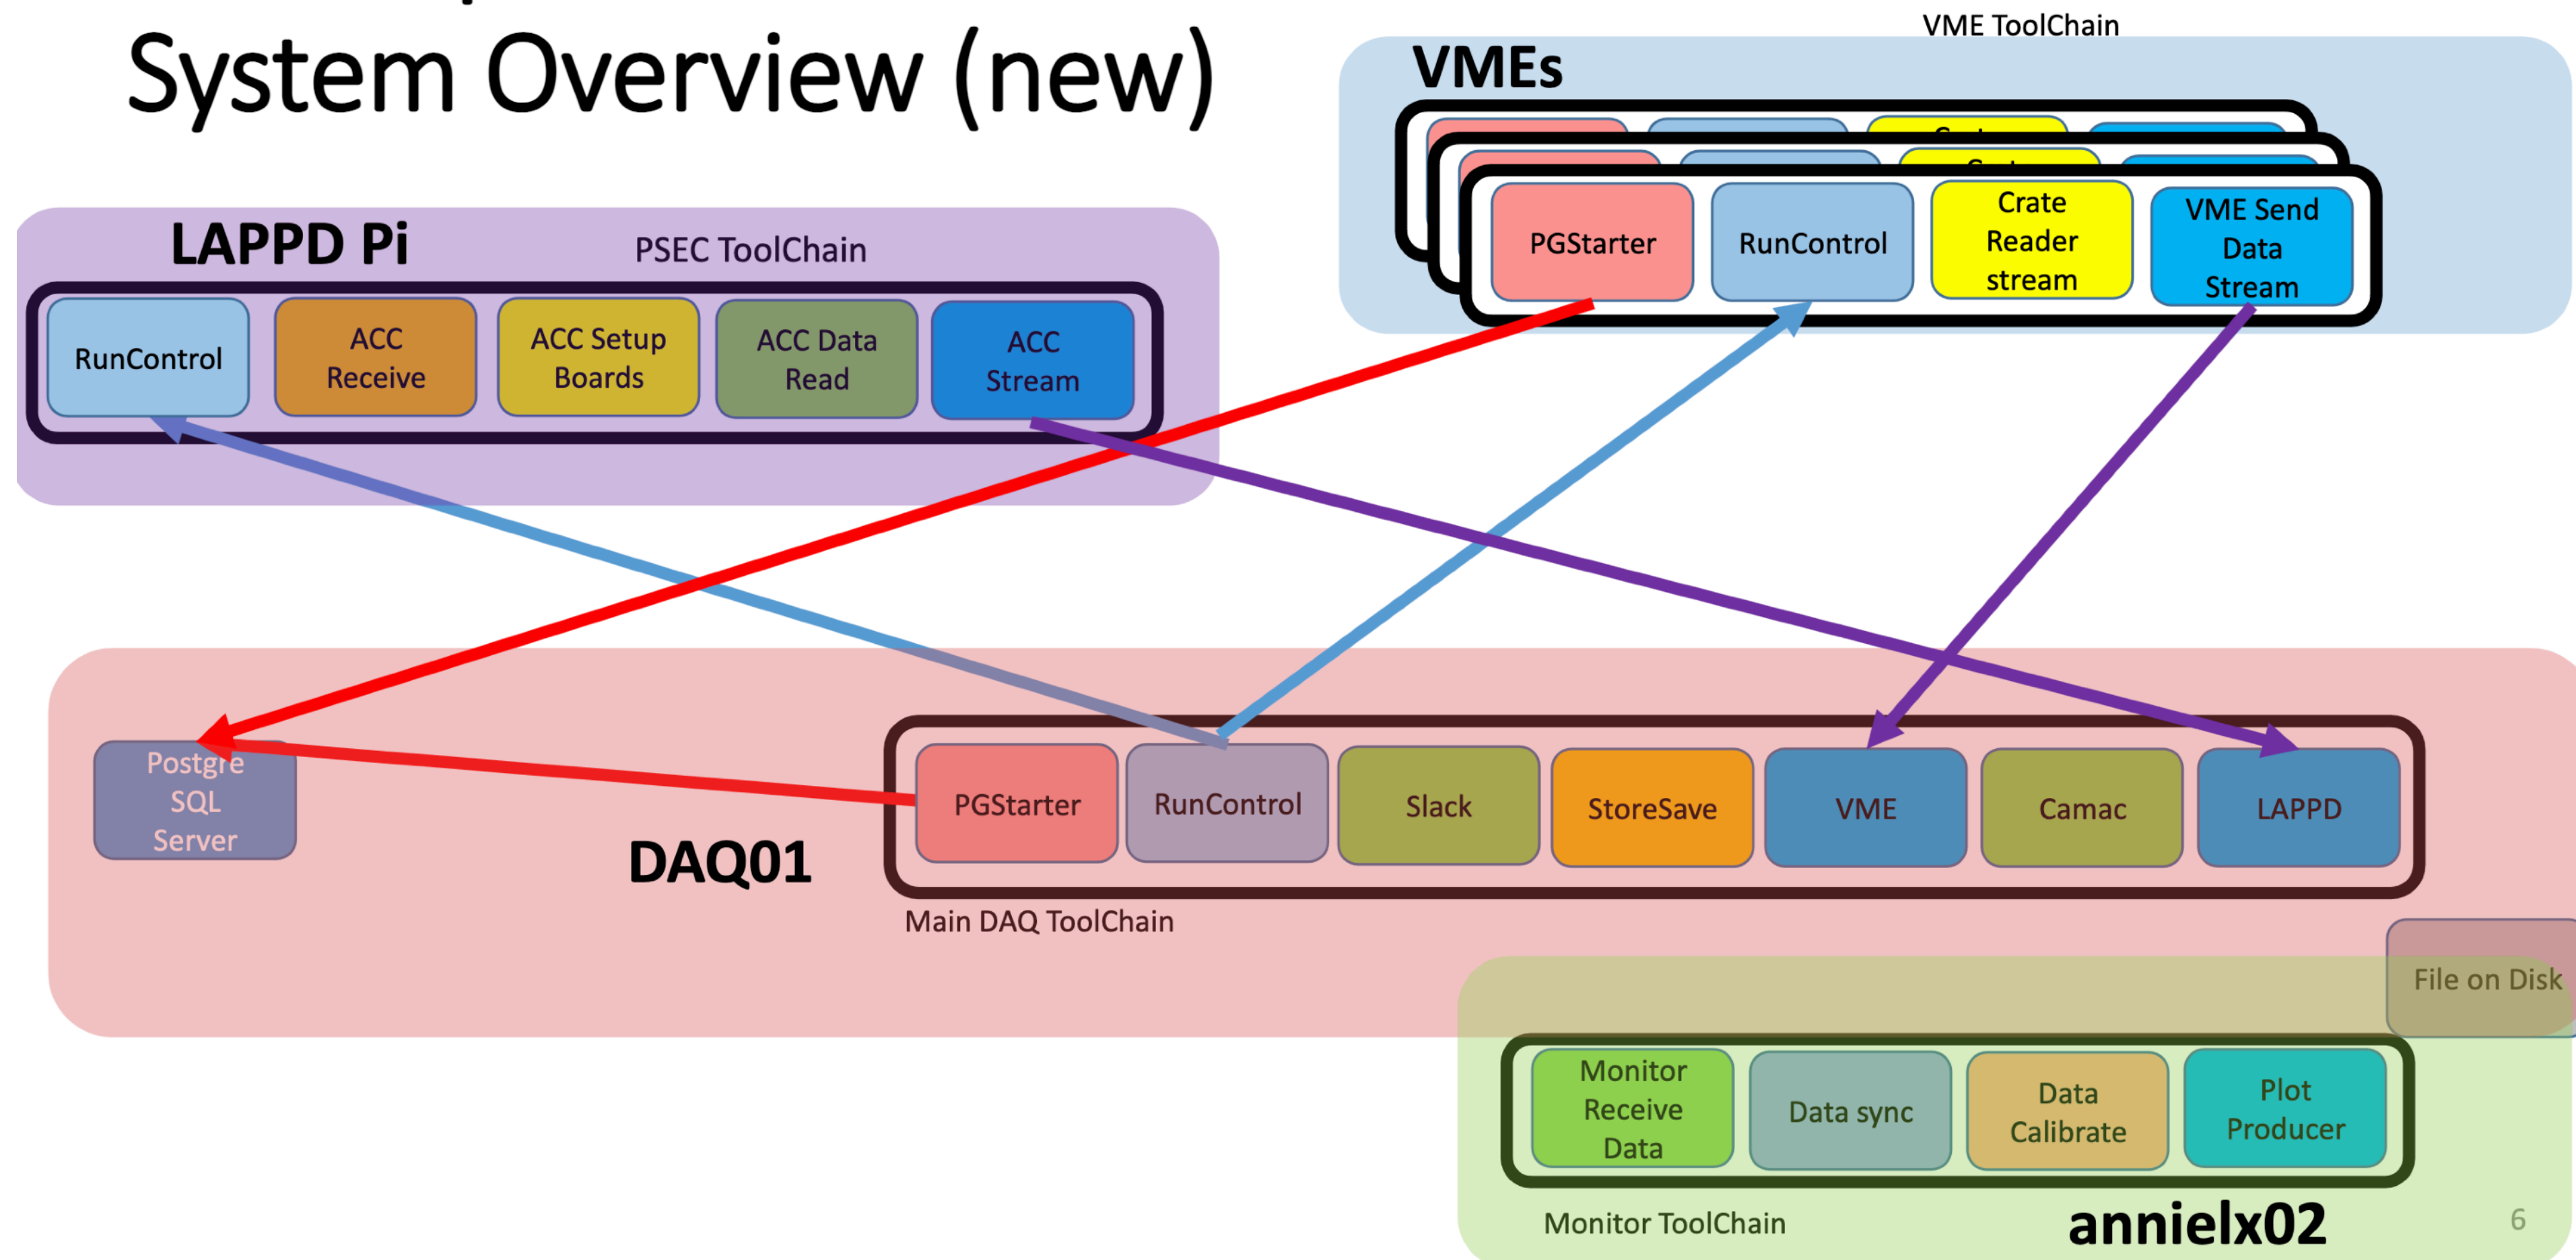 System Overview (new)
VME ToolChain
VMEs
PGStarter
RunControl
Crate
Reader
stream
VME Send
Data
Stream
LAPPD Pi
PSEC ToolChain
RunControl
ACC
Receive
ACC Setup
Boards
ACC Data
Read
ACC
Stream
Postgre
SQL
Server
DAQ01
PGStarter
RunControl
Slack
StoreSave
VME
Camac
LAPPD
Main DAQ ToolChain
File on Disk
Monitor
Receive
Data
Data sync
Data
Calibrate
Plot
Producer
Monitor ToolChain
annielx02
6